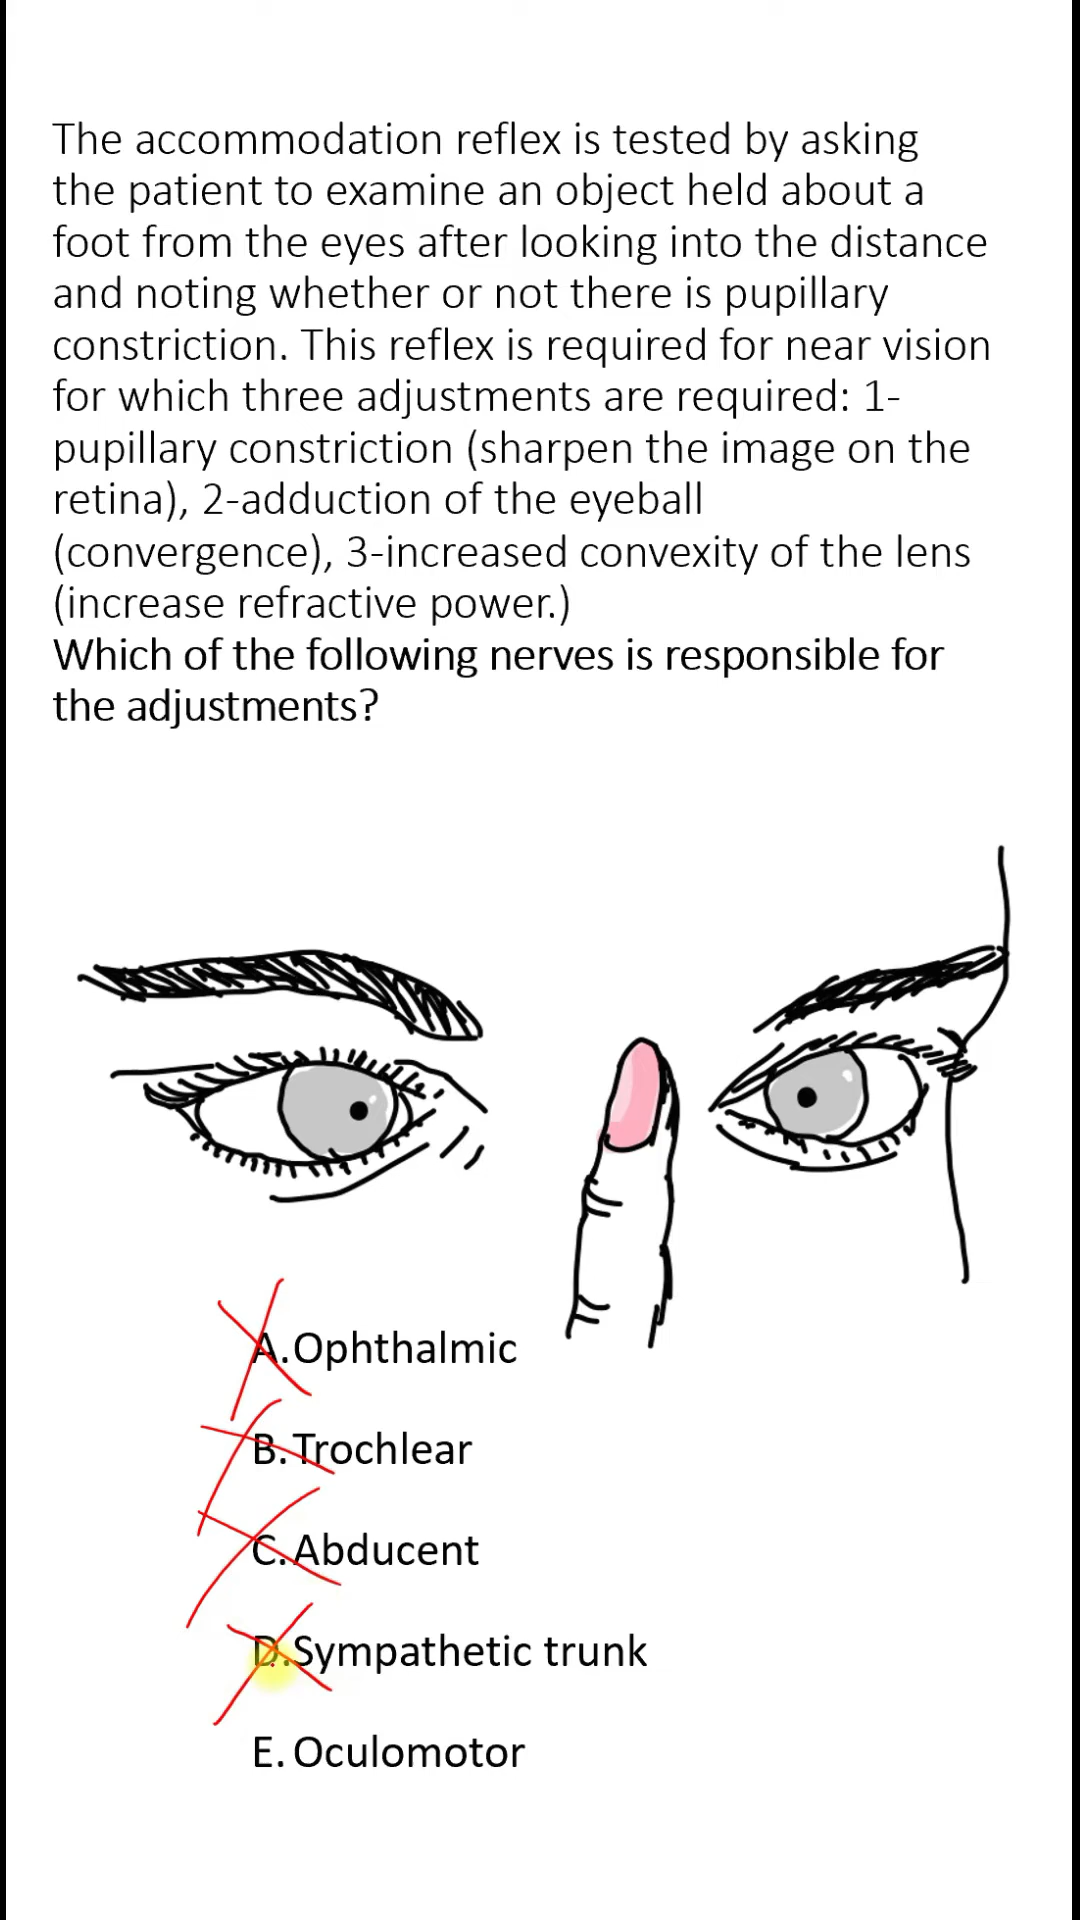 The accommodation reflex is tested by asking
the patient to examine an object held about a
foot from the eyes after looking into the distance
and noting whether or not there is pupillary
constriction. This reflex is required for near vision
for which three adjustments are required: 1-
pupillary constriction (sharpen the image on the
retina), 2-adduction of the eyeball
(convergence), 3-increased convexity of the lens
(increase refractive power.)
Which of the following nerves is responsible for
the adjustments?
A. Ophthalmic
B. Trochlear
C. Abducent
D. Sympathetic trunk
E. Oculomotor